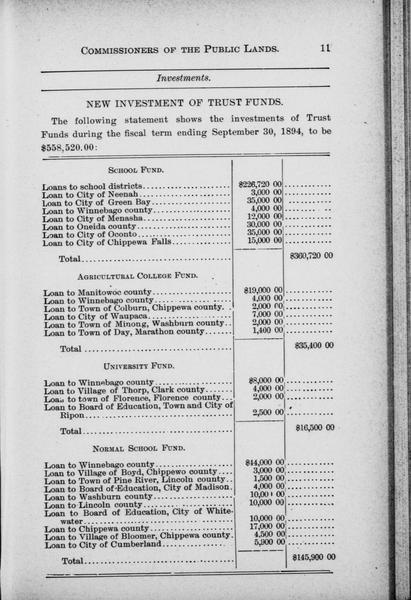 COMMISSIONERS OF THE PUBLIC LANDS. 11
Investments.
NEW INVESTMENT OF TRUST FUNDS.
The following statement shows the investments of Trust
Funds during the fiscal term ending September 30, 1894, to be
$558,520.00:
SCHOOL FUND.
Loans to school districts........ $226,720 00
Loan to City of Neenah........ 3,000 00
Loan to City of Green Bay........ 35,000 00
Loan to Winnebago county........ 4,000 00
Loan to City of Menasha........ 12,000 00
Loan to Oneida county........ 30,000 00
Loan to City of Oconto........ 35,000 00
Loan to City of Chippewa Falls........ 15,000 00
Total........ $360,720 00
AGRICULTURAL COLLEGE FUND.
Loan to Manitowoc county........ $19,000 00
Loan to Winnebago county........ 4,000 00
Loan to Town of Colburn, Chippewa county.. 2,000 00
Loan to City of Waupaca........ 7,000 00
Loan to Town of Minong, Washburn county.. 2,000 00
Loan to Town of Day, Marathon county...... 1,400 00
Total........ $35,400 00
UNIVERSITY FUND.
Loan to Winnebago county........ $8,000 00
Loan to Village of Thorp, Clark county...... 4,000 00
Loan to town of Florence, Florence county... 2,000 00
Loan to Board of Education, Town and City of
Ripon........ 2,500 00
Total........ $16,500 00
NORMAL SCHOOL FUND.
Loan to Winnebago county........ $44,000 00
Loan to Village of Boyd, Chippewo county.... 3,000 00
Loan to Town of Pine River, Lincoln county.. 1,500 00
Loan to Board of Education, City of Madison. 4,000 00
Loan to Washburn county........ 10,000 00
Loan to Lincoln county........ 10,000 00
Loan to Board of Education, City of White-
water........ 10,000 00
Loan to Chippewa county........ 17,000 00
Loan to Village of Bloomer, Chippewa county. 4,500 00
Loan to City of Cumberland........ 5,900 00
Total........ $145,900 00